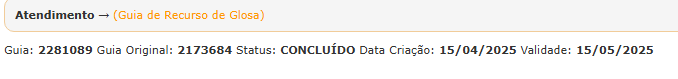 Atendimento → (Guia de Recurso de Glosa)
Guia: 2281089 Guia Original: 2173684 Status: CONCLUÍDO Data Criação: 15/04/2025 Validade: 15/05/2025